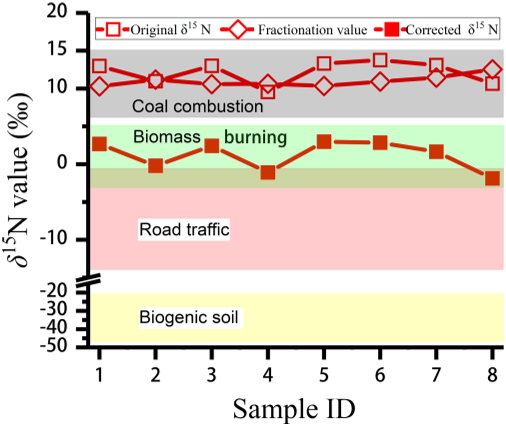 Original δ¹⁵ N Fractionation value Corrected δ¹⁵ N
20
15
10
Coal combustion
Biomass burning
0
Road traffic
-10
-20
-30
Biogenic soil
-40
-50
1 2 3 4 5 6 7 8
δ¹⁵N value (‰)
Sample ID